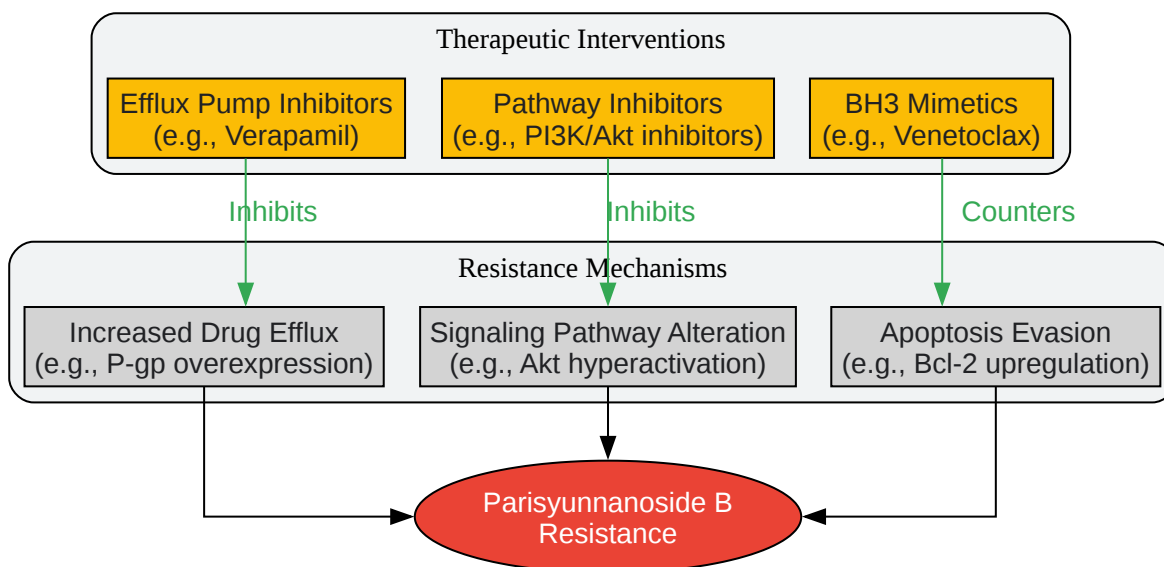 Therapeutic Interventions
Efflux Pump Inhibitors
(e.g., Verapamil)
Pathway Inhibitors
(e.g., PI3K/Akt inhibitors)
BH3 Mimetics
(e.g., Venetoclax)
Inhibits
Inhibits
Counters
Resistance Mechanisms
Increased Drug Efflux
(e.g., P-gp overexpression)
Signaling Pathway Alteration
(e.g., Akt hyperactivation)
Apoptosis Evasion
(e.g., Bcl-2 upregulation)
Parisyunnanoside B
Resistance